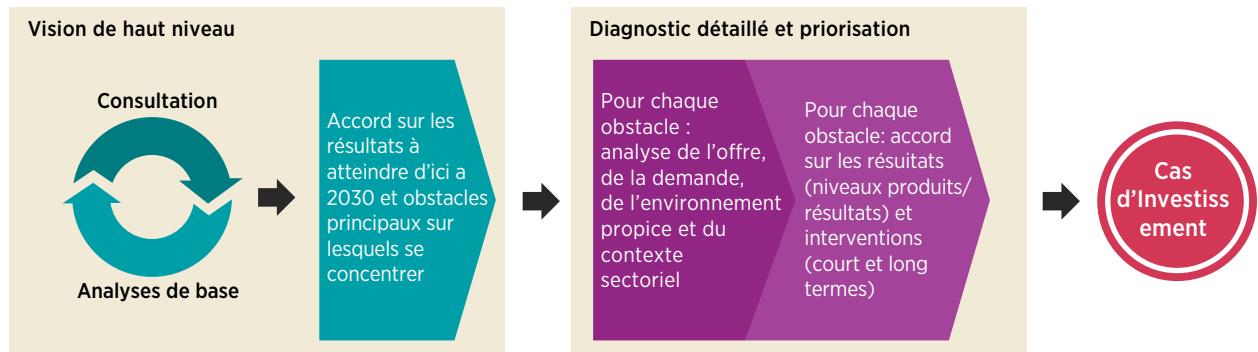 Vision de haut niveau
Consultation
Analyses de base
Accord sur les
résultats à
atteindre d'ici a
2030 et obstacles
principaux sur
lesquels se
concentrer
Diagnostic détaillé et priorisation
Pour chaque
obstacle :
analyse de l'offre,
de la demande,
de l'environnement
propice et du
contexte
sectoriel
Pour chaque
obstacle: accord
sur les résuitats
(niveaux produits/
résultats) et
interventions
(court et long
termes)
Cas
d'Investiss
ement